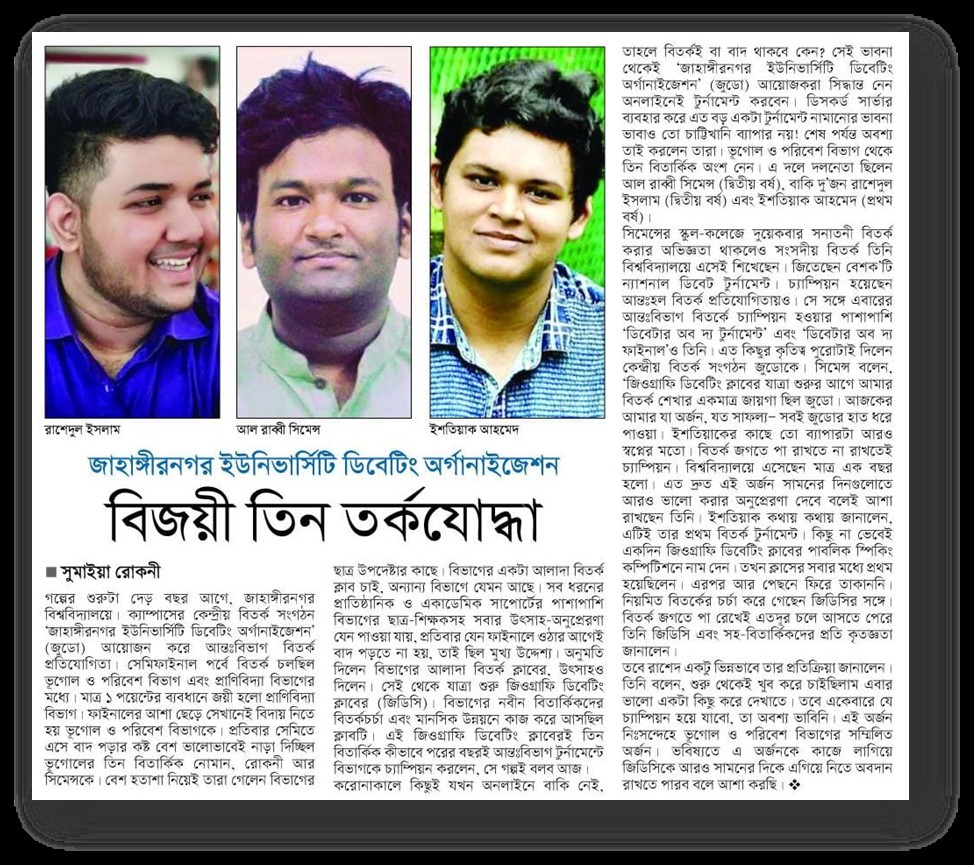 রাশেদুল ইসলাম
আল রাব্বী সিমেন্স
ইশতিয়াক আহমেদ
জাহাঙ্গীরনগর ইউনিভার্সিটি ডিবেটিং অর্গানাইজেশন
বিজয়ী তিন তর্কযোদ্ধা
■ সুমাইয়া রোকনী
গল্পের শুরুটা দেড় বছর আগে, জাহাঙ্গীরনগর
বিশ্ববিদ্যালয়ে। ক্যাম্পাসের কেন্দ্রীয় বিতর্ক সংগঠন
'জাহাঙ্গীরনগর ইউনিভার্সিটি ডিবেটিং অর্গানাইজেশন'
(জুডো) আয়োজন করে আন্তঃবিভাগ বিতর্ক
প্রতিযোগিতা। সেমিফাইনাল পর্বে বিতর্ক চলছিল
ভূগোল ও পরিবেশ বিভাগ এবং প্রাণিবিদ্যা বিভাগের
মধ্যে। মাত্র ১ পয়েন্টের ব্যবধানে জয়ী হলো প্রাণিবিদ্যা
বিভাগ। ফাইনালের আশা ছেড়ে সেখানেই বিদায় নিতে
হয় ভূগোল ও পরিবেশ বিভাগকে। প্রতিবার সেমিতে
এসে বাদ পড়ার কষ্ট বেশ ভালোভাবেই নাড়া দিচ্ছিল
ভূগোলের তিন বিতার্কিক নোমান, রোকনী আর
সিমেন্সকে। বেশ হতাশা নিয়েই তারা গেলেন বিভাগের
ছাত্র উপদেষ্টার কাছে। বিভাগের একটা আলাদা বিতর্ক
ক্লাব চাই, অন্যান্য বিভাগে যেমন আছে। সব ধরনের
প্রাতিষ্ঠানিক ও একাডেমিক সাপোর্টের পাশাপাশি
বিভাগের ছাত্র-শিক্ষকসহ সবার উৎসাহ-অনুপ্রেরণা
যেন পাওয়া যায়, প্রতিবার যেন ফাইনালে ওঠার আগেই
বাদ পড়তে না হয়, তাই ছিল মুখ্য উদ্দেশ্য। অনুমতি
দিলেন বিভাগের আলাদা বিতর্ক ক্লাবের, উৎসাহও
দিলেন। সেই থেকে যাত্রা শুরু জিওগ্রাফি ডিবেটিং
ক্লাবের (জিডিসি)। বিভাগের নবীন বিতার্কিকদের
বিতর্কচর্চা এবং মানসিক উন্নয়নে কাজ করে আসছিল
ক্লাবটি। এই জিওগ্রাফি ডিবেটিং ক্লাবেরই তিন
বিতার্কিক কীভাবে পরের বছরই আন্তঃবিভাগ টুর্নামেন্টে
বিভাগকে চ্যাম্পিয়ন করলেন, সে গল্পই বলব আজ।
করোনাকালে কিছুই যখন অনলাইনে বাকি নেই,
তাহলে বিতর্কই বা বাদ থাকবে কেন? সেই ভাবনা
থেকেই 'জাহাঙ্গীরনগর ইউনিভার্সিটি ডিবেটিং
অর্গানাইজেশন' (জুডো) আয়োজকরা সিদ্ধান্ত নেন
অনলাইনেই টুর্নামেন্ট করবেন। ডিসকর্ড সার্ভার
ব্যবহার করে এত বড় একটা টুর্নামেন্ট নামানোর ভাবনা
ভাবাও তো চাট্টিখানি ব্যাপার নয়! শেষ পর্যন্ত অবশ্য
তাই করলেন তারা। ভূগোল ও পরিবেশ বিভাগ থেকে
তিন বিতার্কিক অংশ নেন। এ দলে দলনেতা ছিলেন
আল রাব্বী সিমেন্স (দ্বিতীয় বর্ষ), বাকি দু'জন রাশেদুল
ইসলাম (দ্বিতীয় বর্ষ) এবং ইশতিয়াক আহমেদ (প্রথম
বর্ষ)।
সিমেন্সের স্কুল-কলেজে দুয়েকবার সনাতনী বিতর্ক
করার অভিজ্ঞতা থাকলেও সংসদীয় বিতর্ক তিনি
বিশ্ববিদ্যালয়ে এসেই শিখেছেন। জিতেছেন বেশক'টি
ন্যাশনাল ডিবেট টুর্নামেন্ট। চ্যাম্পিয়ন হয়েছেন
আন্তঃহল বিতর্ক প্রতিযোগিতায়ও। সে সঙ্গে এবারের
আন্তঃবিভাগ বিতর্কে চ্যাম্পিয়ন হওয়ার পাশাপাশি
'ডিবেটার অব দ্য টুর্নামেন্ট' এবং 'ডিবেটার অব দ্য
ফাইনাল'ও তিনি। এত কিছুর কৃতিত্ব পুরোটাই দিলেন
কেন্দ্রীয় বিতর্ক সংগঠন জুডোকে। সিমেন্স বলেন,
'জিওগ্রাফি ডিবেটিং ক্লাবের যাত্রা শুরুর আগে আমার
বিতর্ক শেখার একমাত্র জায়গা ছিল জুডো। আজকের
আমার যা অর্জন, যত সাফল্য– সবই জুডোর হাত ধরে
পাওয়া। ইশতিয়াকের কাছে তো ব্যাপারটা আরও
স্বপ্নের মতো। বিতর্ক জগতে পা রাখতে না রাখতেই
চ্যাম্পিয়ন। বিশ্ববিদ্যালয়ে এসেছেন মাত্র এক বছর
হলো। এত দ্রুত এই অর্জন সামনের দিনগুলোতে
আরও ভালো করার অনুপ্রেরণা দেবে বলেই আশা
রাখছেন তিনি। ইশতিয়াক কথায় কথায় জানালেন,
এটিই তার প্রথম বিতর্ক টুর্নামেন্ট। কিছু না ভেবেই
একদিন জিওগ্রাফি ডিবেটিং ক্লাবের পাবলিক স্পিকিং
কম্পিটিশনে নাম দেন। তখন ক্লাসের সবার মধ্যে প্রথম
হয়েছিলেন। এরপর আর পেছনে ফিরে তাকাননি।
নিয়মিত বিতর্কের চর্চা করে গেছেন জিডিসির সঙ্গে।
বিতর্ক জগতে পা রেখেই এতদূর চলে আসতে পেরে
তিনি জিডিসি এবং সহ-বিতার্কিকদের প্রতি কৃতজ্ঞতা
জানালেন।
তবে রাশেদ একটু ভিন্নভাবে তার প্রতিক্রিয়া জানালেন।
তিনি বলেন, শুরু থেকেই খুব করে চাইছিলাম এবার
ভালো একটা কিছু করে দেখাতে। তবে একেবারে যে
চ্যাম্পিয়ন হয়ে যাবো, তা অবশ্য ভাবিনি। এই অর্জন
নিঃসন্দেহে ভূগোল ও পরিবেশ বিভাগের সম্মিলিত
অর্জন। ভবিষ্যতে এ অর্জনকে কাজে লাগিয়ে
জিডিসিকে আরও সামনের দিকে এগিয়ে নিতে অবদান
রাখতে পারব বলে আশা করছি। ❖